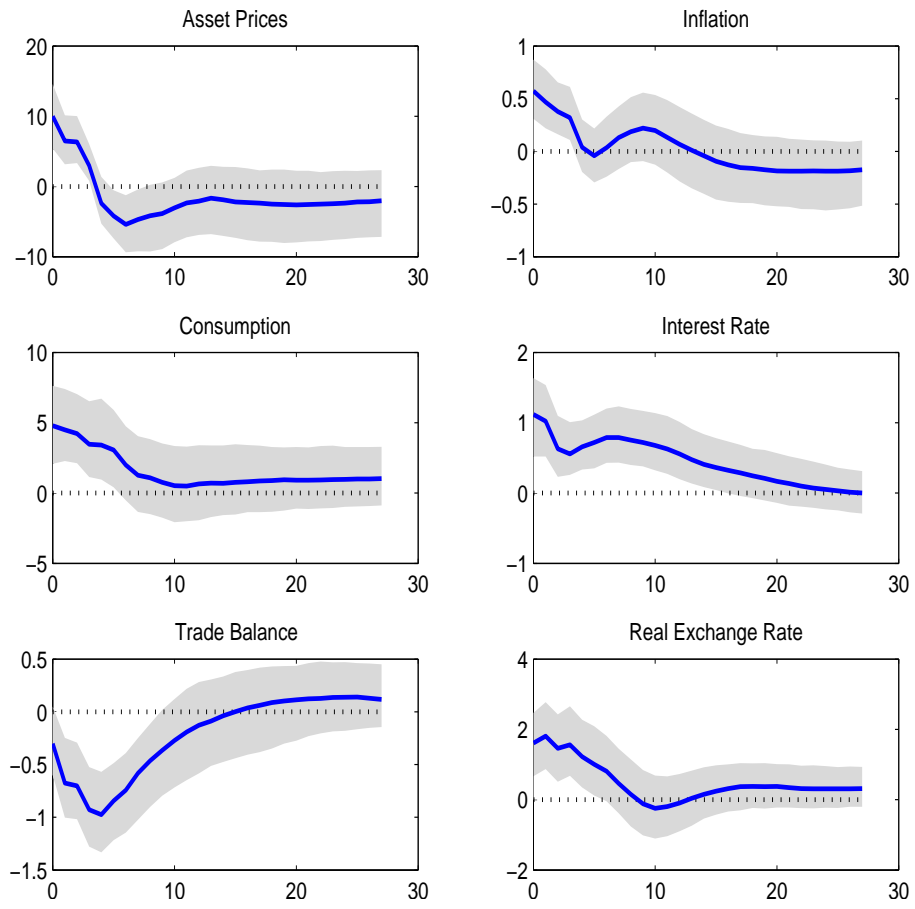 Asset Prices
20
10
0
−10
0 10 20 30
Inflation
1
0.5
0
−0.5
−1
0 10 20 30
Consumption
10
5
0
−5
0 10 20 30
Interest Rate
2
1
0
−1
0 10 20 30
Trade Balance
0.5
0
−0.5
−1
−1.5
0 10 20 30
Real Exchange Rate
4
2
0
−2
0 10 20 30